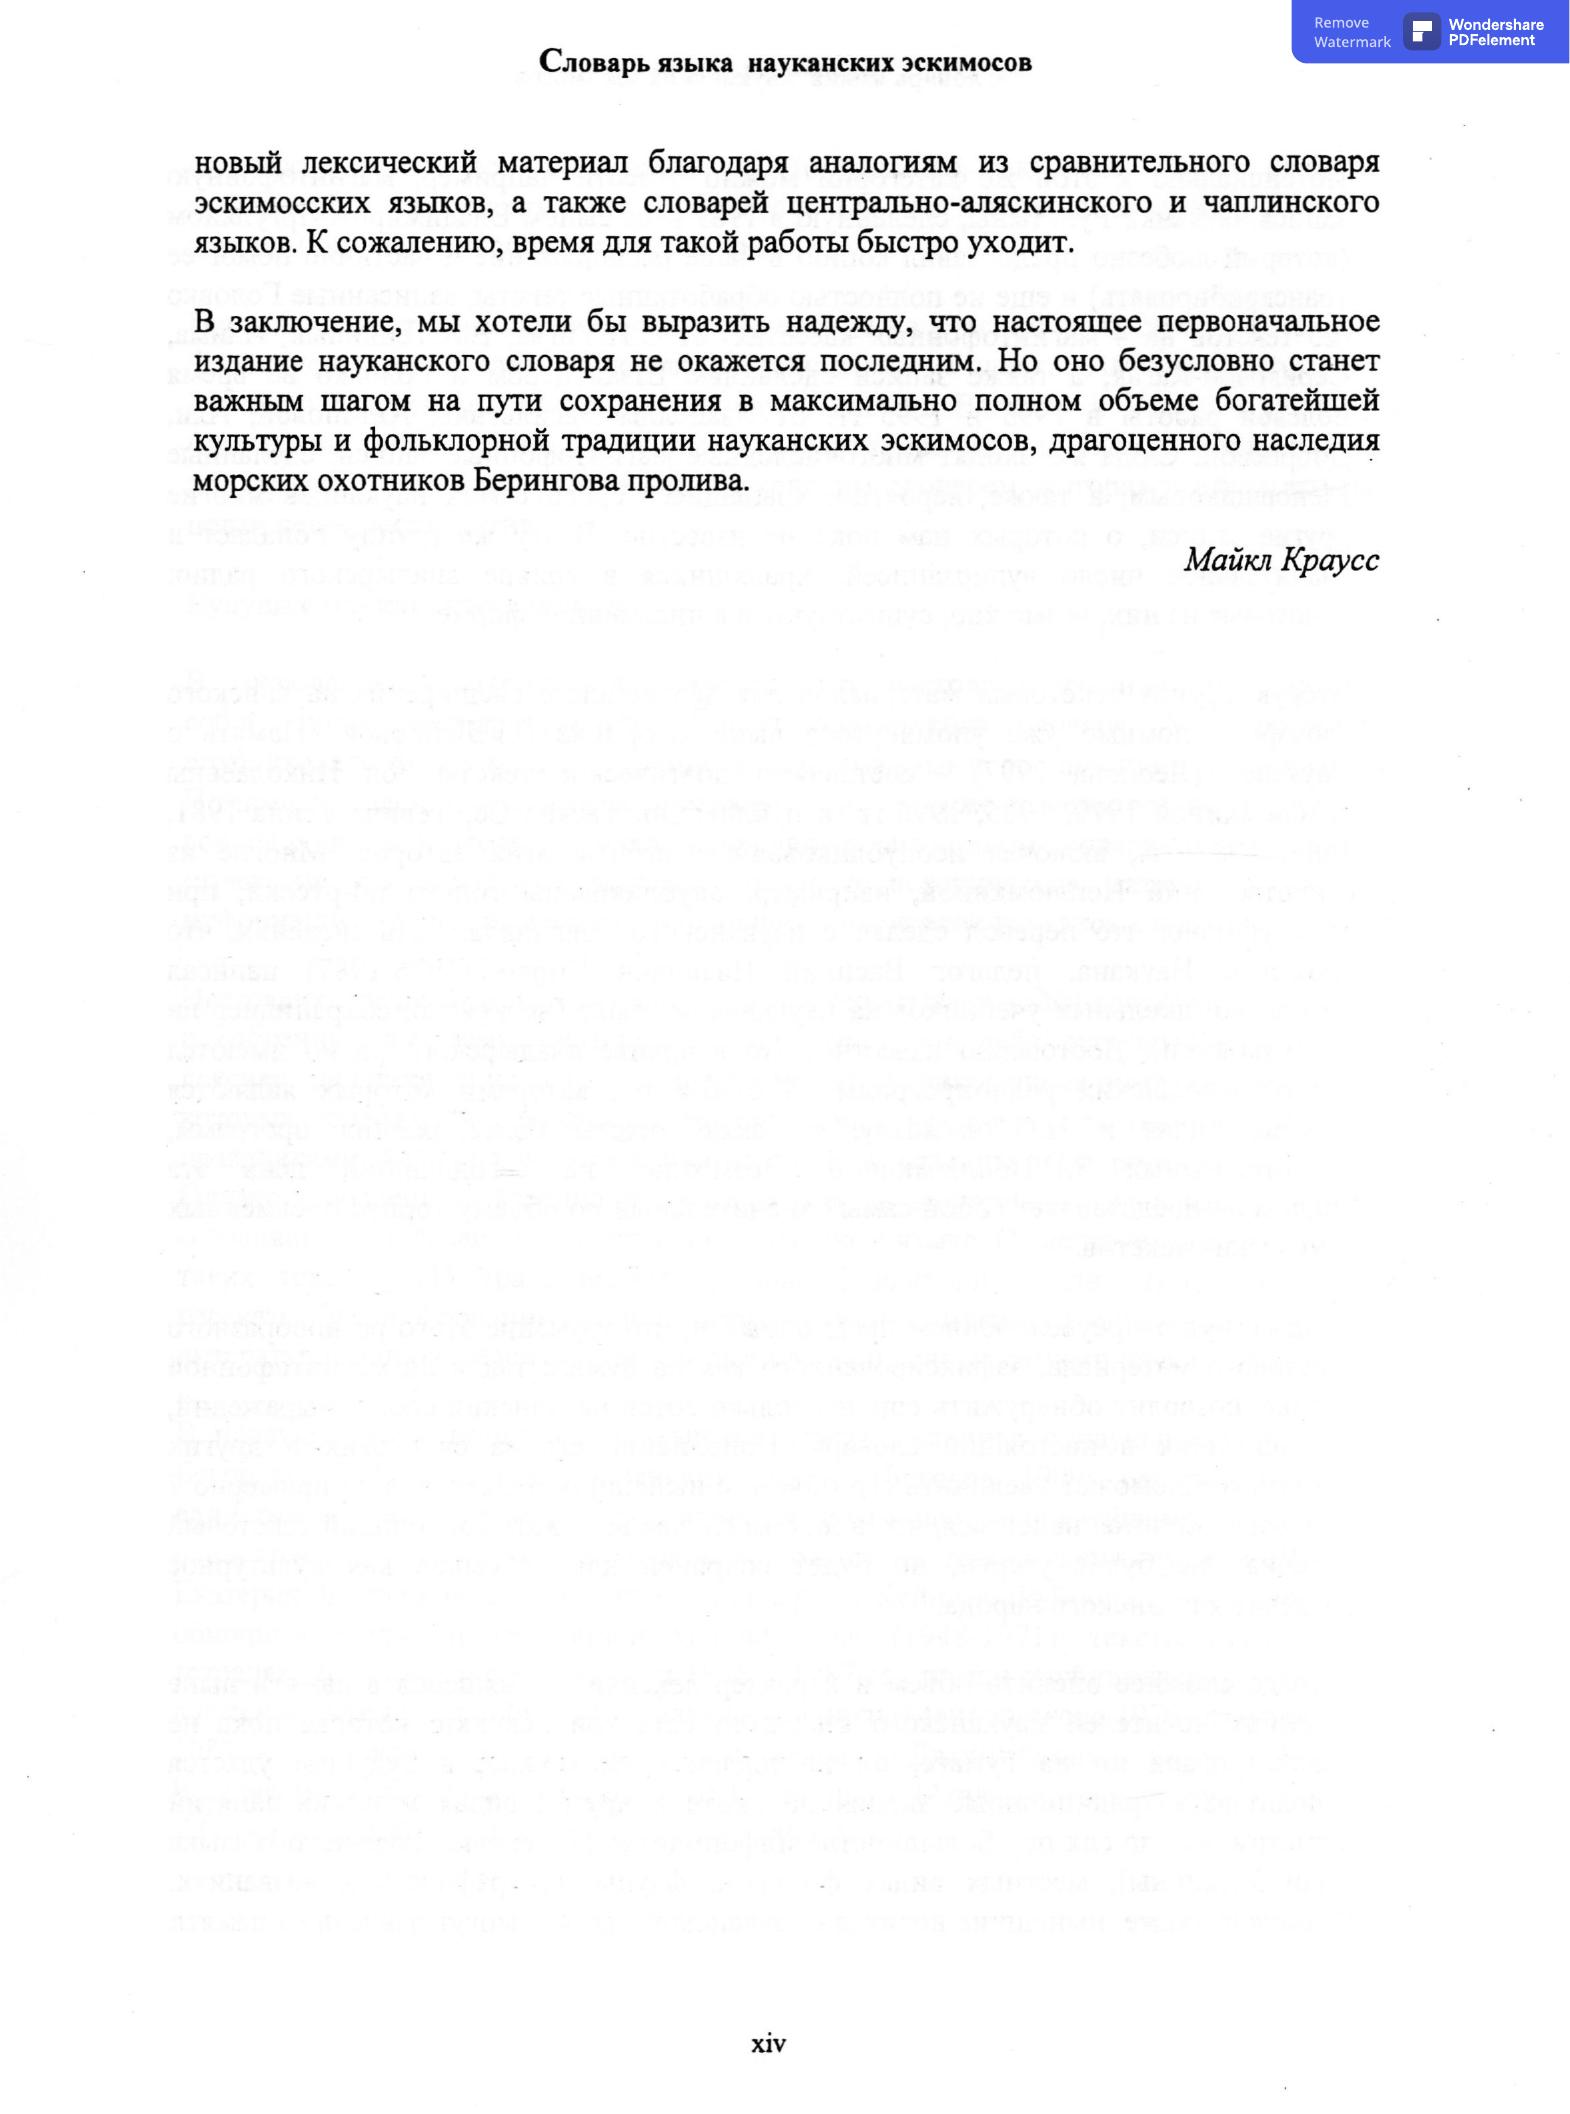 Remove
Watermark
Wondershare
PDFelement
Словарь языка науканских эскимосов
новый лексический материал благодаря аналогиям из сравнительного словаря
эскимосских языков, а также словарей центрально-аляскинского и чаплинского
языков. К сожалению, время для такой работы быстро уходит.
В заключение, мы хотели бы выразить надежду, что настоящее первоначальное
издание науканского словаря не окажется последним. Но оно безусловно станет
важным шагом на пути сохранения в максимально полном объеме богатейшей
культуры и фольклорной традиции науканских эскимосов, драгоценного наследия
морских охотников Берингова пролива.
Майкл Краусс
xiv